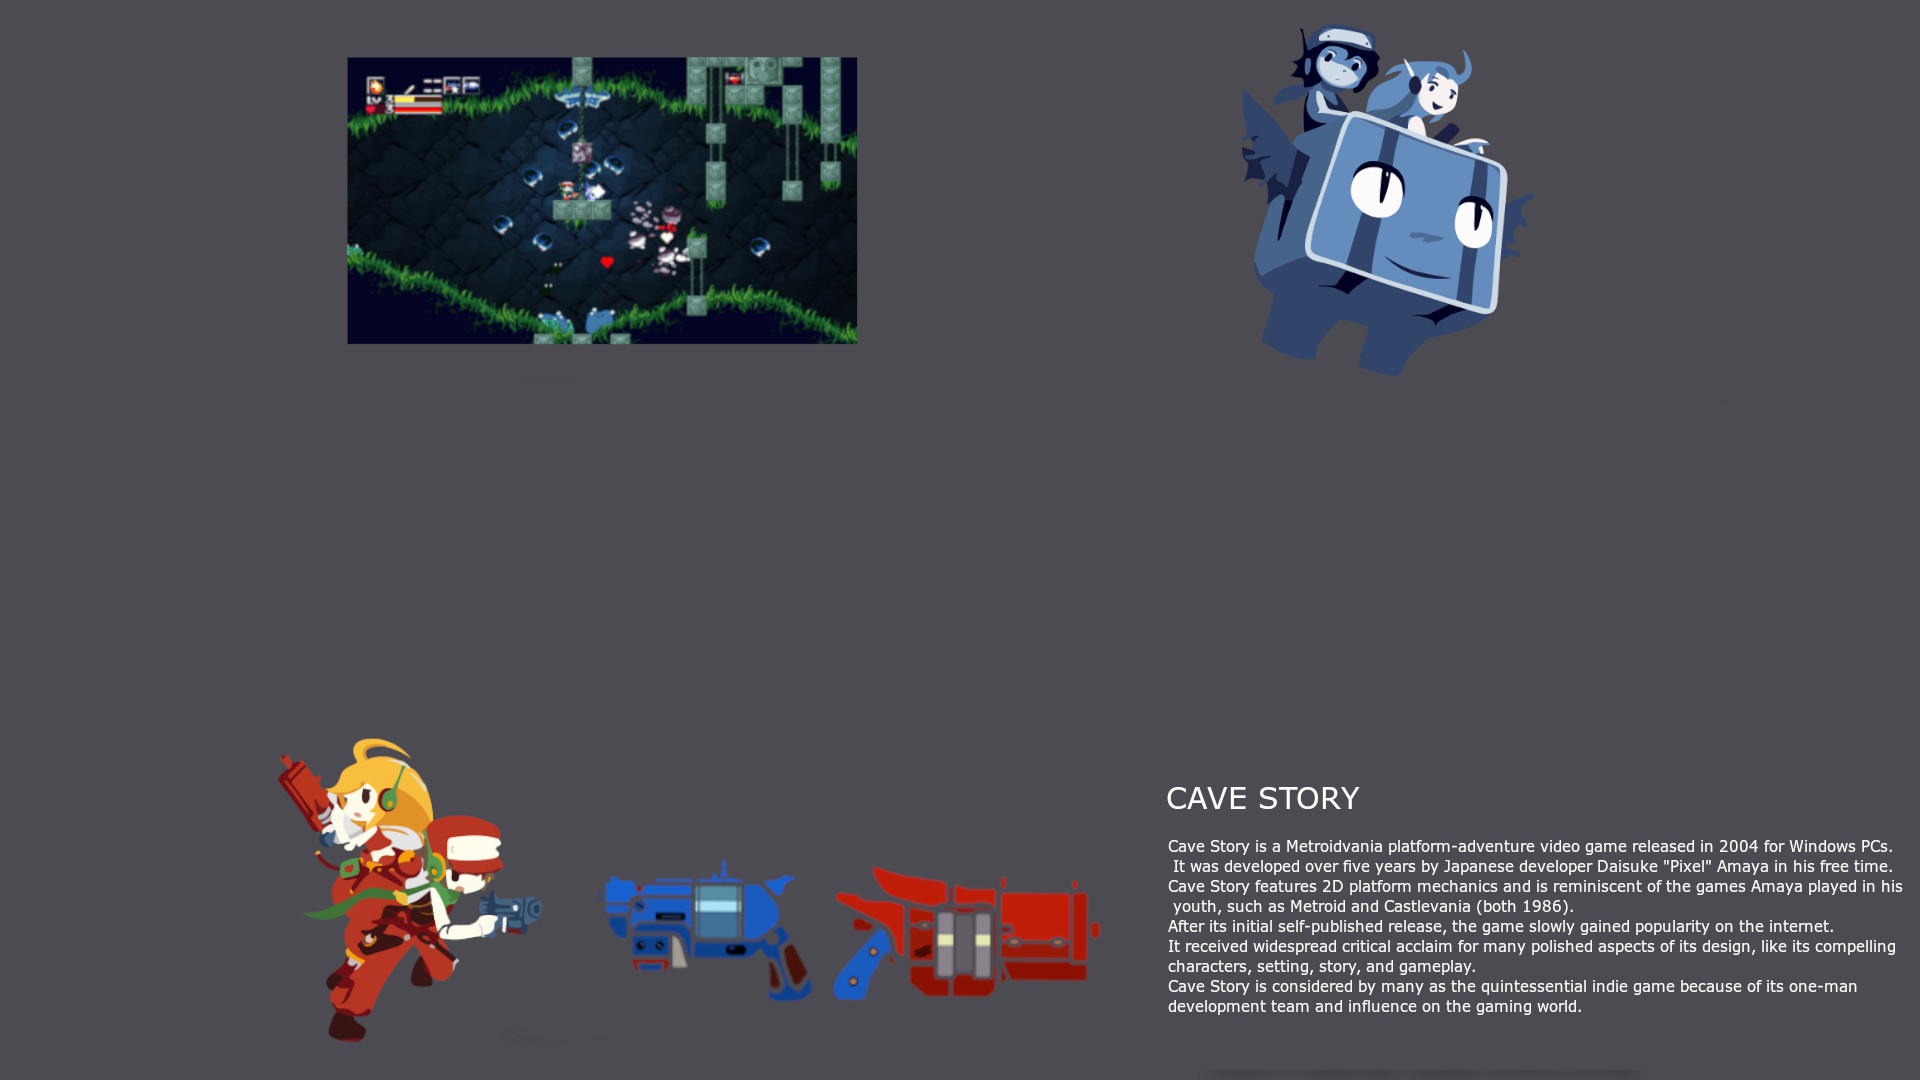 Lv 3
3
CAVE STORY
Cave Story is a Metroidvania platform-adventure video game released in 2004 for Windows PCs.
It was developed over five years by Japanese developer Daisuke "Pixel" Amaya in his free time.
Cave Story features 2D platform mechanics and is reminiscent of the games Amaya played in his
youth, such as Metroid and Castlevania (both 1986).
After its initial self-published release, the game slowly gained popularity on the internet.
It received widespread critical acclaim for many polished aspects of its design, like its compelling
characters, setting, story, and gameplay.
Cave Story is considered by many as the quintessential indie game because of its one-man
development team and influence on the gaming world.